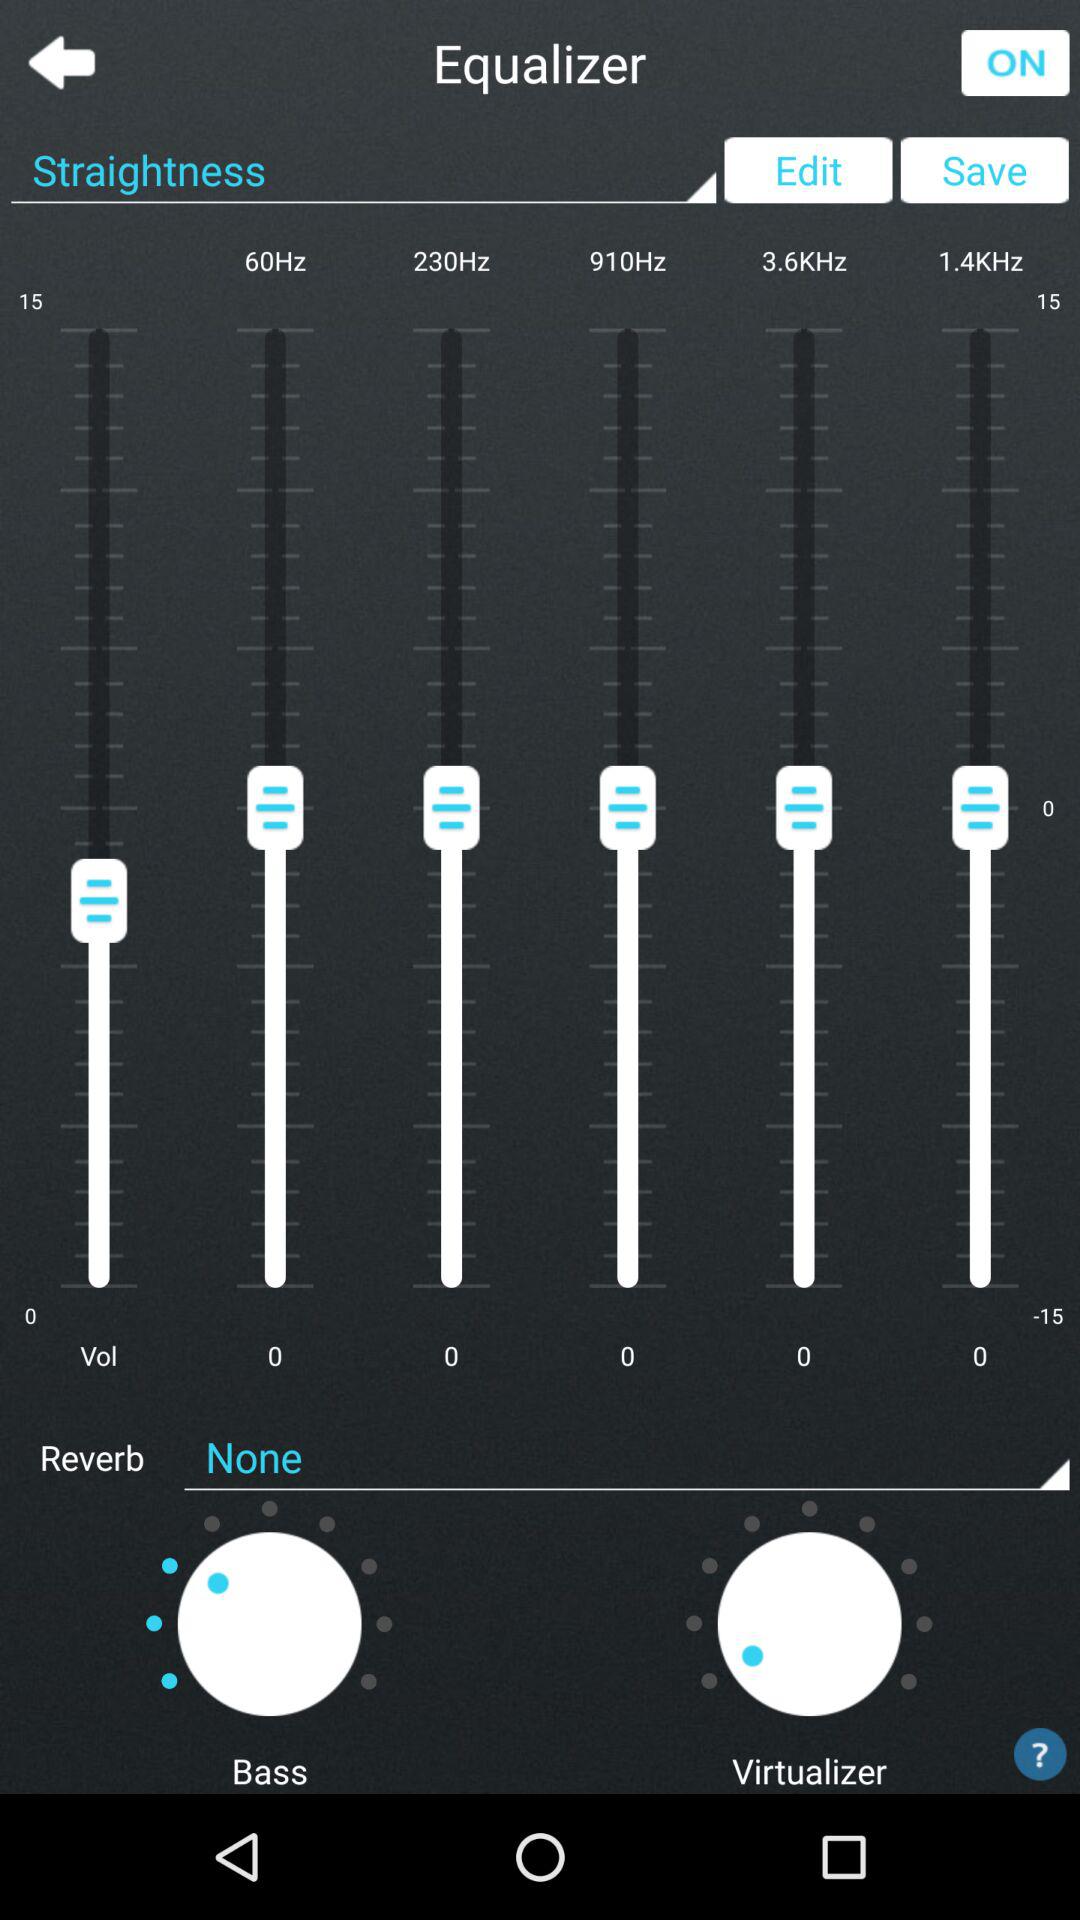 Equalizer ON
Straightness Edit Save
60Hz 230Hz 910Hz 3.6KHz 1.4KHz
15 15
0
0 -15
Vol 0 0 0 0 0
Reverb None
?
Bass Virtualizer